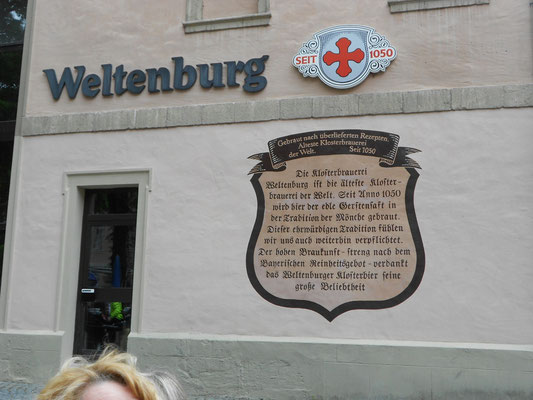 Weltenburg
SEIT 1050
Gebraut nach überlieferten Rezepten.
Älteste Klosterbrauerei
der Welt. Seit 1050
Die Klosterbrauerei
Weltenburg ist die älteste Kloster-
brauerei der Welt. Seit Anno 1050
wird hier der edle Gerstensaft in
der Tradition der Mönche gebraut.
Dieser ehrwürdigen Tradition fühlen
wir uns auch weiterhin verpflichtet.
Der hohen Braukunst - streng nach dem
Bayerischen Reinheitsgebot - verdankt
das Weltenburger Klosterbier seine
große Beliebtheit